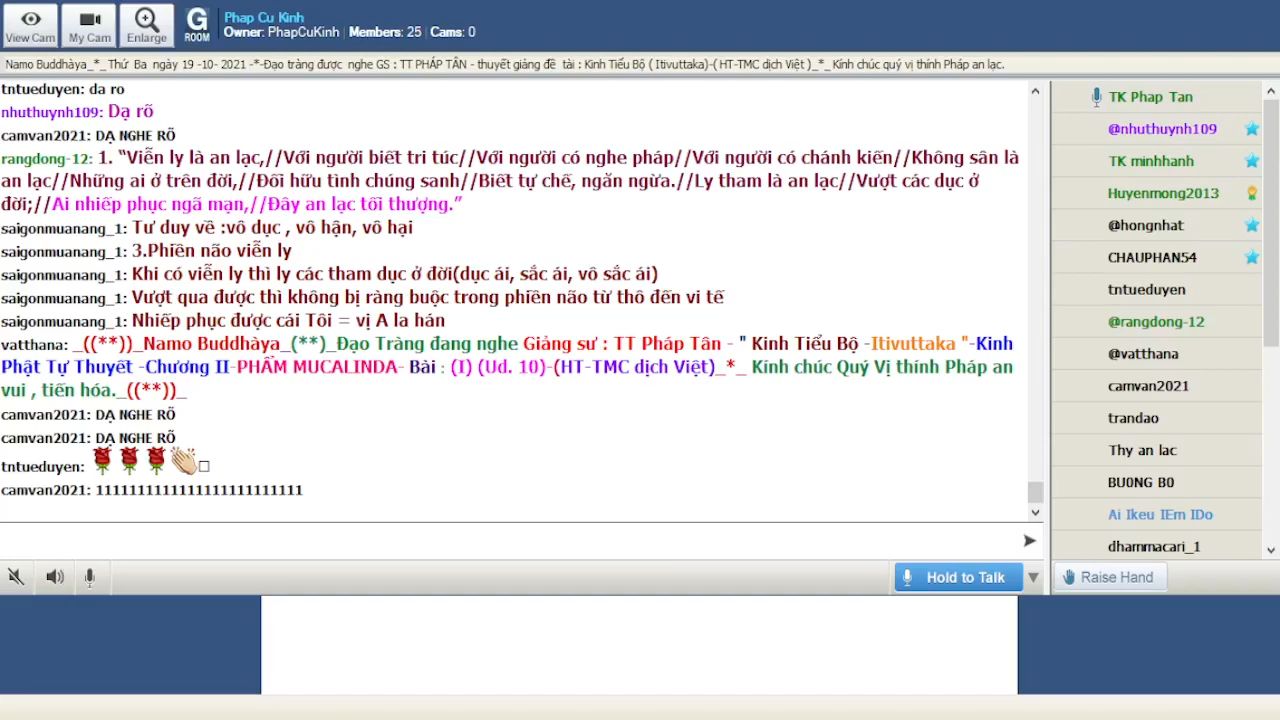 View Cam
My Cam
Enlarge
G
ROOM
Phap Cu Kinh
Owner: PhapCuKinh | Members: 25 | Cams: 0
Namo Buddhàya_*_Thứ Ba ngày 19 -10- 2021 -*-Đạo tràng được nghe GS : TT PHÁP TÂN - thuyết giảng đề tài : Kinh Tiểu Bộ ( Itivuttaka)-( HT-TMC dịch Việt )_*_ Kính chúc quý vị thính Pháp an lạc.
tntueduyen: da ro
nhuthuynh109: Dạ rõ
camvan2021: DẠ NGHE RÕ
rangdong-12: 1. “Viễn ly là an lạc,//Với người biết tri túc//Với người có nghe pháp//Với người có chánh kiến//Không sân là
an lạc//Những ai ở trên đời,//Đối hữu tình chúng sanh//Biết tự chế, ngăn ngừa.//Ly tham là an lạc//Vượt các dục ở
đời;//Ai nhiếp phục ngã mạn,//Đây an lạc tối thượng.”
saigonmuanang_1: Tư duy về :vô dục , vô hận, vô hại
saigonmuanang_1: 3.Phiền não viễn ly
saigonmuanang_1: Khi có viễn ly thì ly các tham dục ở đời(dục ái, sắc ái, vô sắc ái)
saigonmuanang_1: Vượt qua được thì không bị ràng buộc trong phiền não từ thô đến vi tế
saigonmuanang_1: Nhiếp phục được cái Tôi = vị A la hán
vatthana: _((**))_Namo Buddhàya_(**)_Đạo Tràng đang nghe Giảng sư : TT Pháp Tân - " Kinh Tiểu Bộ -Itivuttaka "-Kinh
Phật Tự Thuyết -Chương II-PHẨM MUCALINDA- Bài : (I) (Ud. 10)-(HT-TMC dịch Việt)_*_ Kính chúc Quý Vị thính Pháp an
vui , tiến hóa._((**))_
camvan2021: DẠ NGHE RÕ
camvan2021: DẠ NGHE RÕ
tntueduyen:
camvan2021: 1111111111111111111111111
Hold to Talk
TK Phap Tan
@nhuthuynh109
TK minhhanh
Huyenmong2013
@hongnhat
CHAUPHAN54
tntueduyen
@rangdong-12
@vatthana
camvan2021
trandao
Thy an lac
BU0NG B0
Ai Ikeu IEm IDo
dhammacari_1
Raise Hand